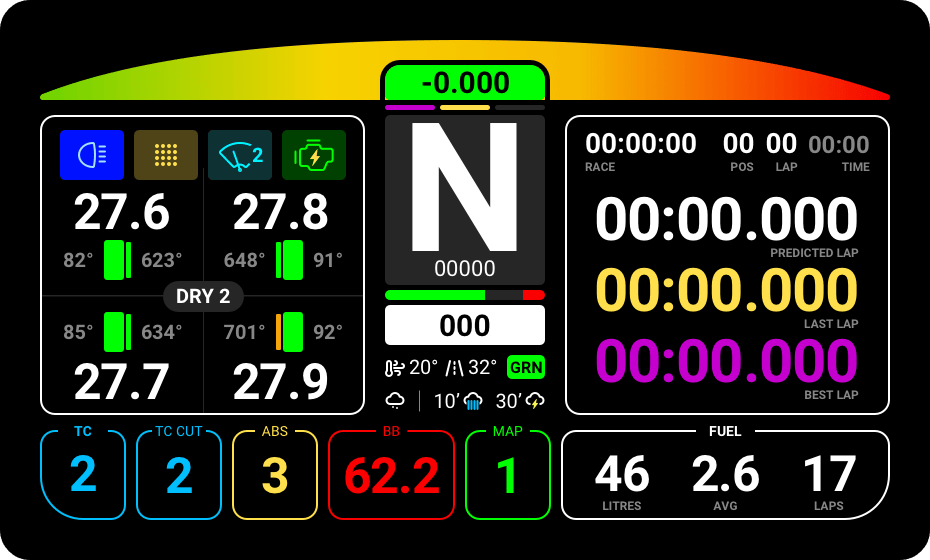 -0.000
2
27.6 27.8
82° 623° 648° 91°
DRY 2
85° 634° 701° 92°
27.7 27.9
N
00000
000
20° 32° GRN
10’ 30’
00:00:00 00 00 00:00
RACE POS LAP TIME
00:00.000
PREDICTED LAP
00:00.000
LAST LAP
00:00.000
BEST LAP
TC TC CUT ABS BB MAP FUEL
2 2 3 62.2 1 46 2.6 17
LITRES AVG LAPS